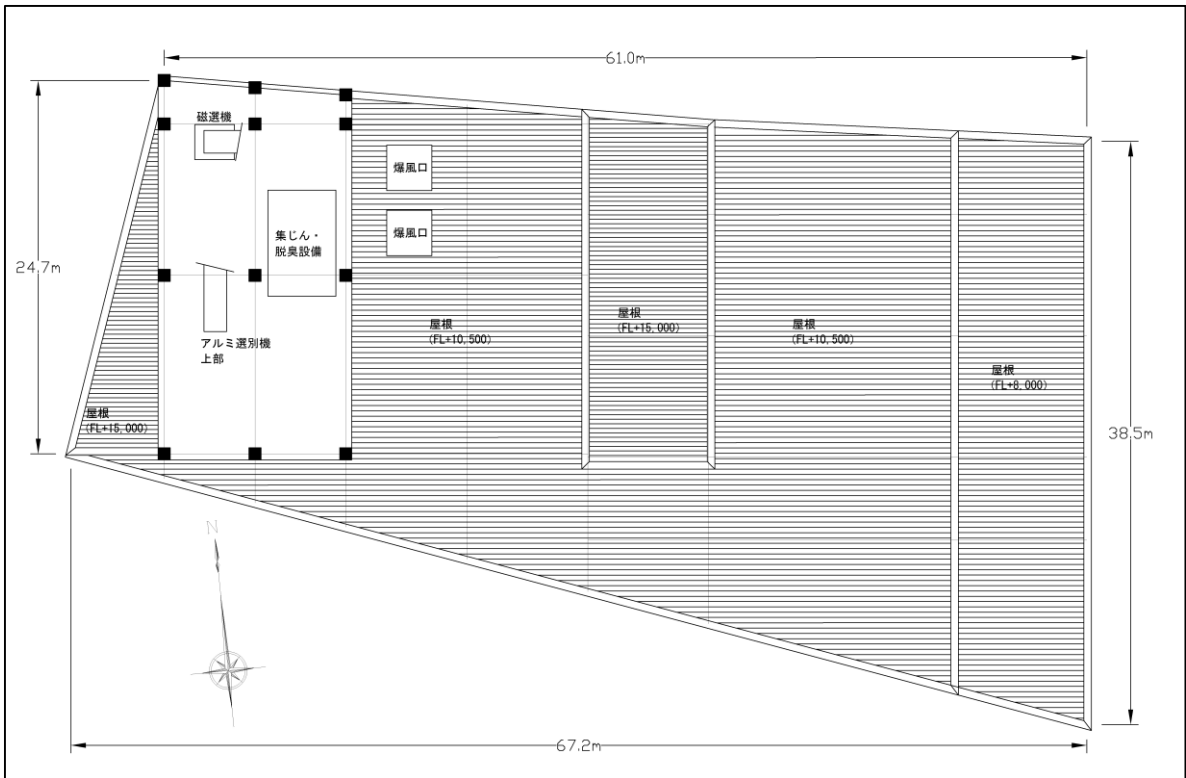 61.0m
磁選機
爆風口
爆風口
集じん・
脱臭設備
24.7m
アルミ選別機
上部
屋根
(FL+10,500)
屋根
(FL+15,000)
屋根
(FL+10,500)
屋根
(FL+8,000)
屋根
(FL+15,000)
38.5m
N
67.2m